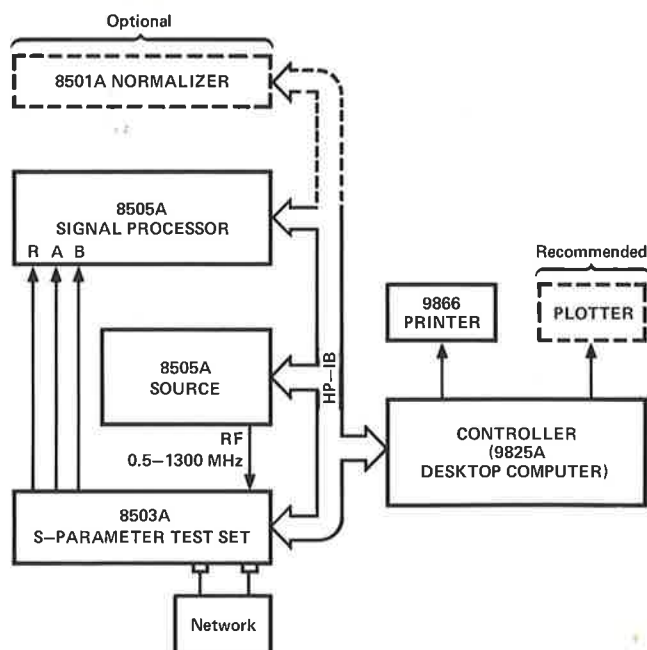 Optional
8501A NORMALIZER
8505A
SIGNAL PROCESSOR
R A B
Recommended
9866
PRINTER
PLOTTER
8505A
SOURCE
HP–IB
RF
0.5–1300 MHz
CONTROLLER
(9825A
DESKTOP COMPUTER)
8503A
S–PARAMETER TEST SET
Network